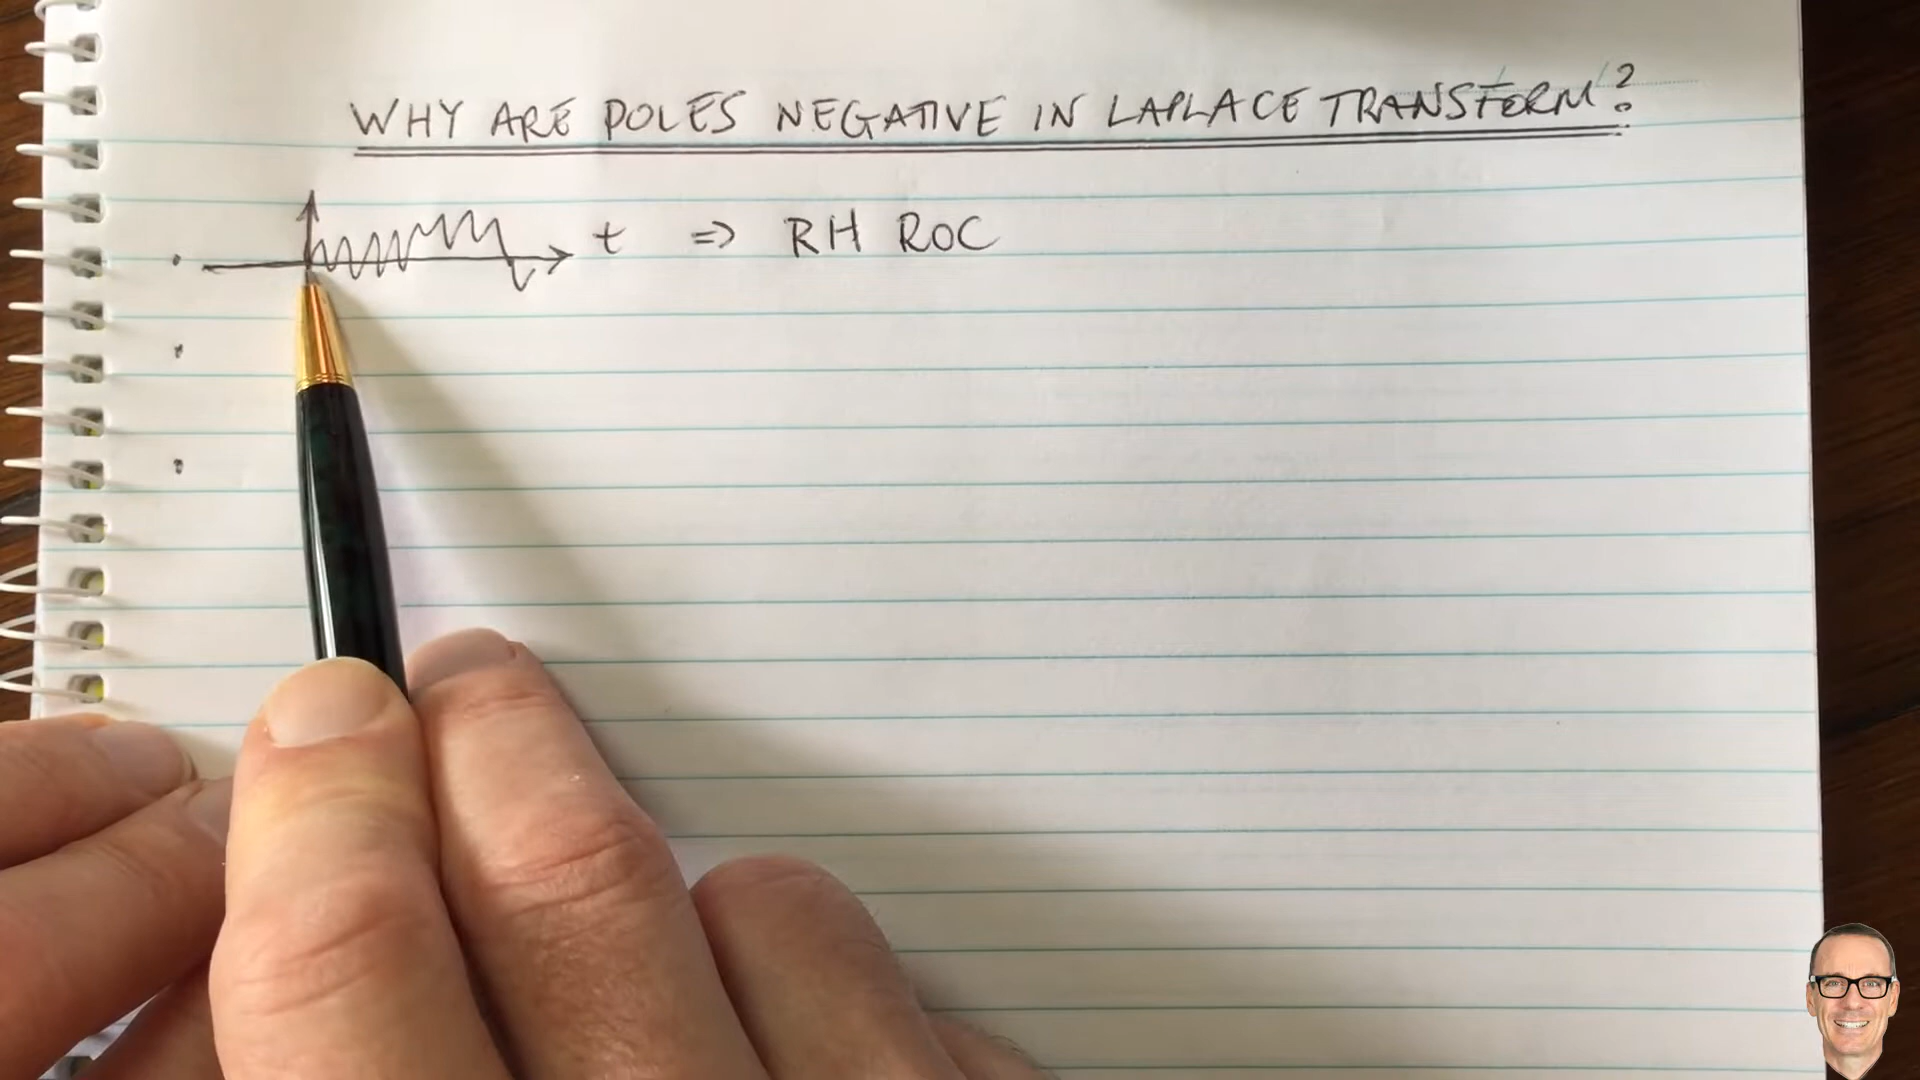 WHY ARE POLES NEGATIVE IN LAPLACE TRANSFORM?
t ⇒ RH ROC